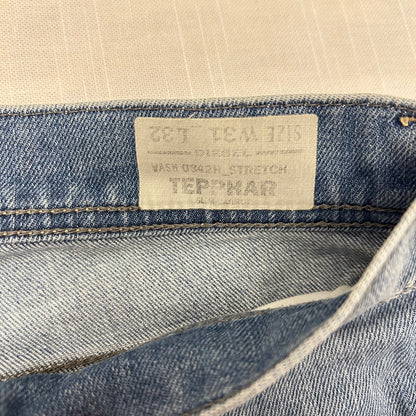 SIZE W31 L32
DIESEL
WASH 0842H_STRETCH
TEPPHAR